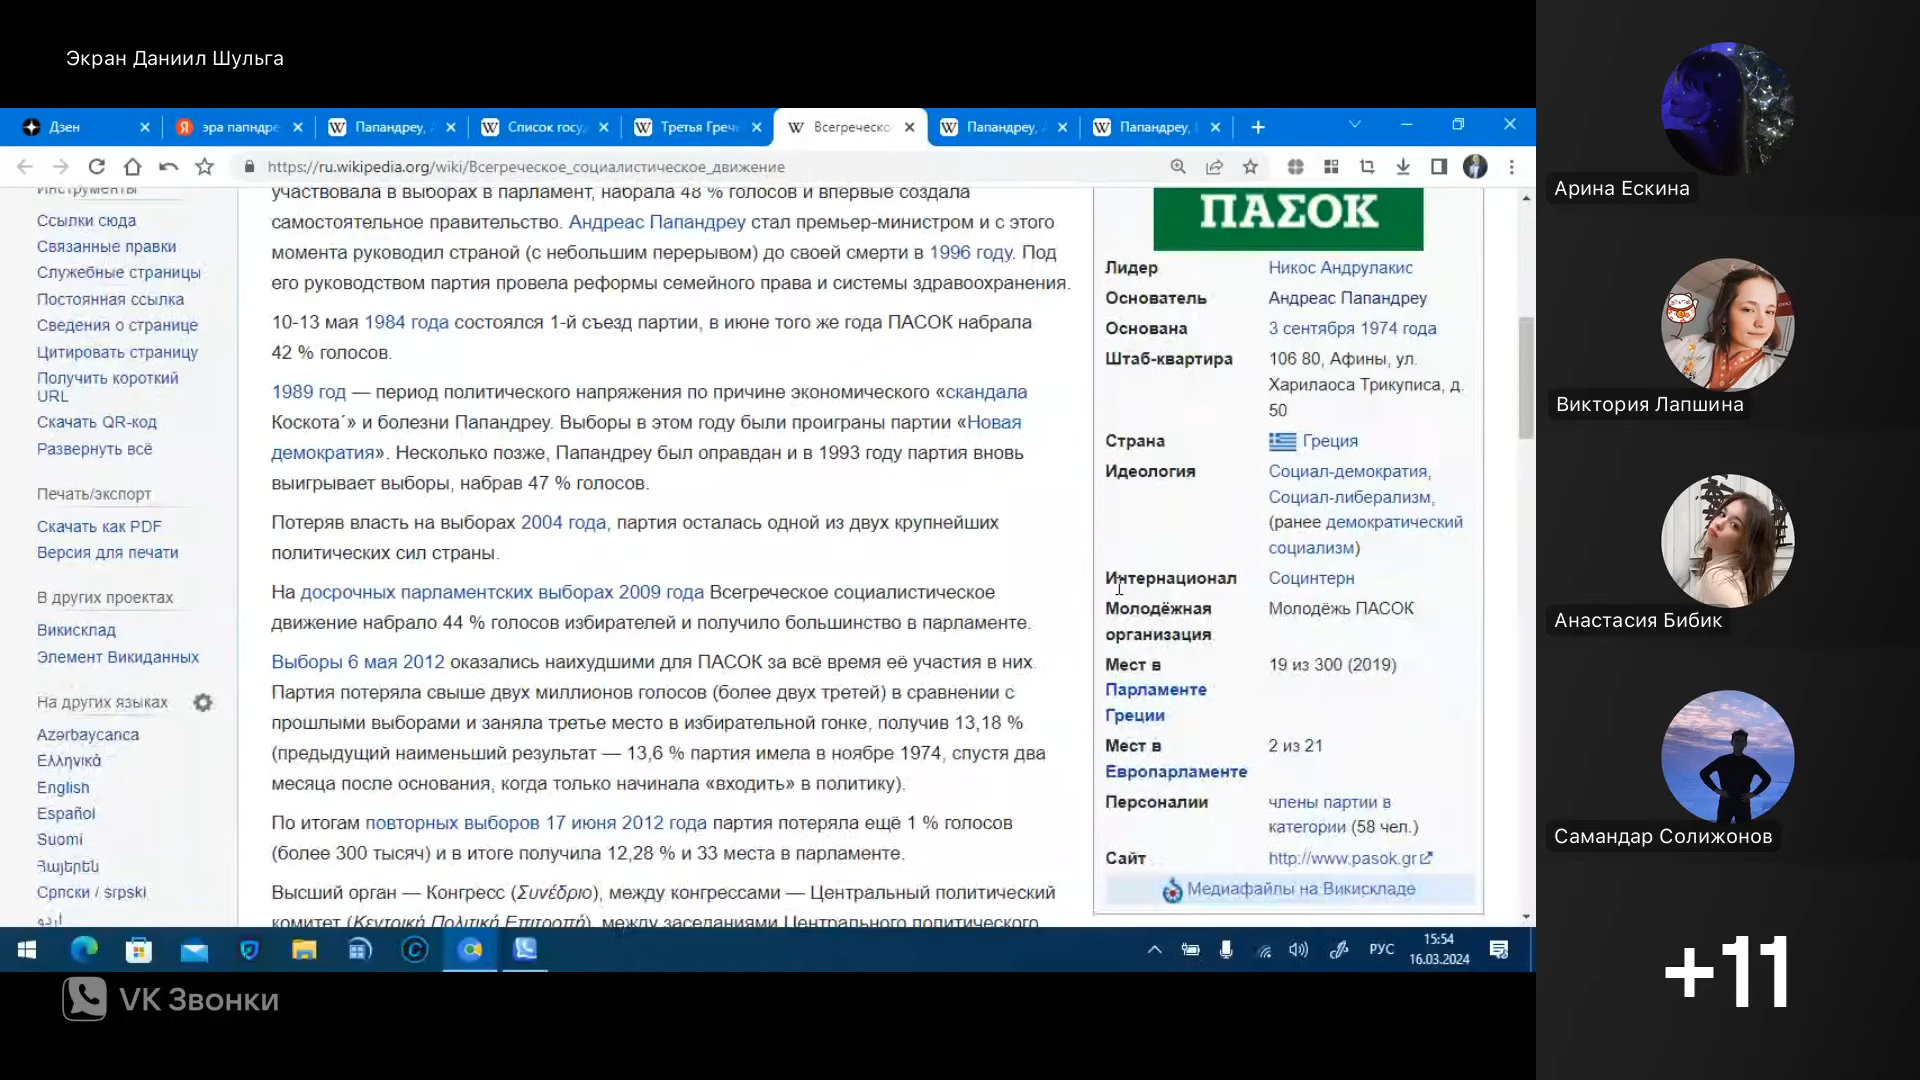 Экран Даниил Шульга
Дзен
эра папндре
Папандреу,
Список госу
Третья Греч
Всегреческо
Папандреу,
Папандреу,
https://ru.wikipedia.org/wiki/Всегреческое_социалистическое_движение
Инструменты
Ссылки сюда
Связанные правки
Служебные страницы
Постоянная ссылка
Сведения о странице
Цитировать страницу
Получить короткий
URL
Скачать QR-код
Развернуть всё
Печать/экспорт
Скачать как PDF
Версия для печати
В других проектах
Викисклад
Элемент Викиданных
На других языках
Azərbaycanca
Ελληνικά
English
Español
Suomi
Հայերեն
Српски / srpski
اردو
участвовала в выборах в парламент, набрала 48 % голосов и впервые создала
самостоятельное правительство. Андреас Папандреу стал премьер-министром и с этого
момента руководил страной (с небольшим перерывом) до своей смерти в 1996 году. Под
его руководством партия провела реформы семейного права и системы здравоохранения.
10-13 мая 1984 года состоялся 1-й съезд партии, в июне того же года ПАСОК набрала
42 % голосов.
1989 год — период политического напряжения по причине экономического «скандала
Коскота´» и болезни Папандреу. Выборы в этом году были проиграны партии «Новая
демократия». Несколько позже, Папандреу был оправдан и в 1993 году партия вновь
выигрывает выборы, набрав 47 % голосов.
Потеряв власть на выборах 2004 года, партия осталась одной из двух крупнейших
политических сил страны.
На досрочных парламентских выборах 2009 года Всегреческое социалистическое
движение набрало 44 % голосов избирателей и получило большинство в парламенте.
Выборы 6 мая 2012 оказались наихудшими для ПАСОК за всё время её участия в них.
Партия потеряла свыше двух миллионов голосов (более двух третей) в сравнении с
прошлыми выборами и заняла третье место в избирательной гонке, получив 13,18 %
(предыдущий наименьший результат — 13,6 % партия имела в ноябре 1974, спустя два
месяца после основания, когда только начинала «входить» в политику).
По итогам повторных выборов 17 июня 2012 года партия потеряла ещё 1 % голосов
(более 300 тысяч) и в итоге получила 12,28 % и 33 места в парламенте.
Высший орган — Конгресс (Συνέδριο), между конгрессами — Центральный политический
комитет (Κεντρική Πολιτική Επιτροπή), между заседаниями Центрального политического
ΠΑΣΟΚ
Лидер Никос Андрулакис
Основатель Андреас Папандреу
Основана 3 сентября 1974 года
Штаб-квартира 106 80, Афины, ул.
Харилаоса Трикуписа, д.
50
Страна Греция
Идеология Социал-демократия,
Социал-либерализм,
(ранее демократический
социализм)
Интернационал Социнтерн
Молодёжная Молодёжь ПАСОК
организация
Мест в 19 из 300 (2019)
Парламенте
Греции
Мест в 2 из 21
Европарламенте
Персоналии члены партии в
категории (58 чел.)
Сайт http://www.pasok.gr
Медиафайлы на Викискладе
РУС
15:54
16.03.2024
VK Звонки
Арина Ескина
Виктория Лапшина
Анастасия Бибик
Самандар Солижонов
+11